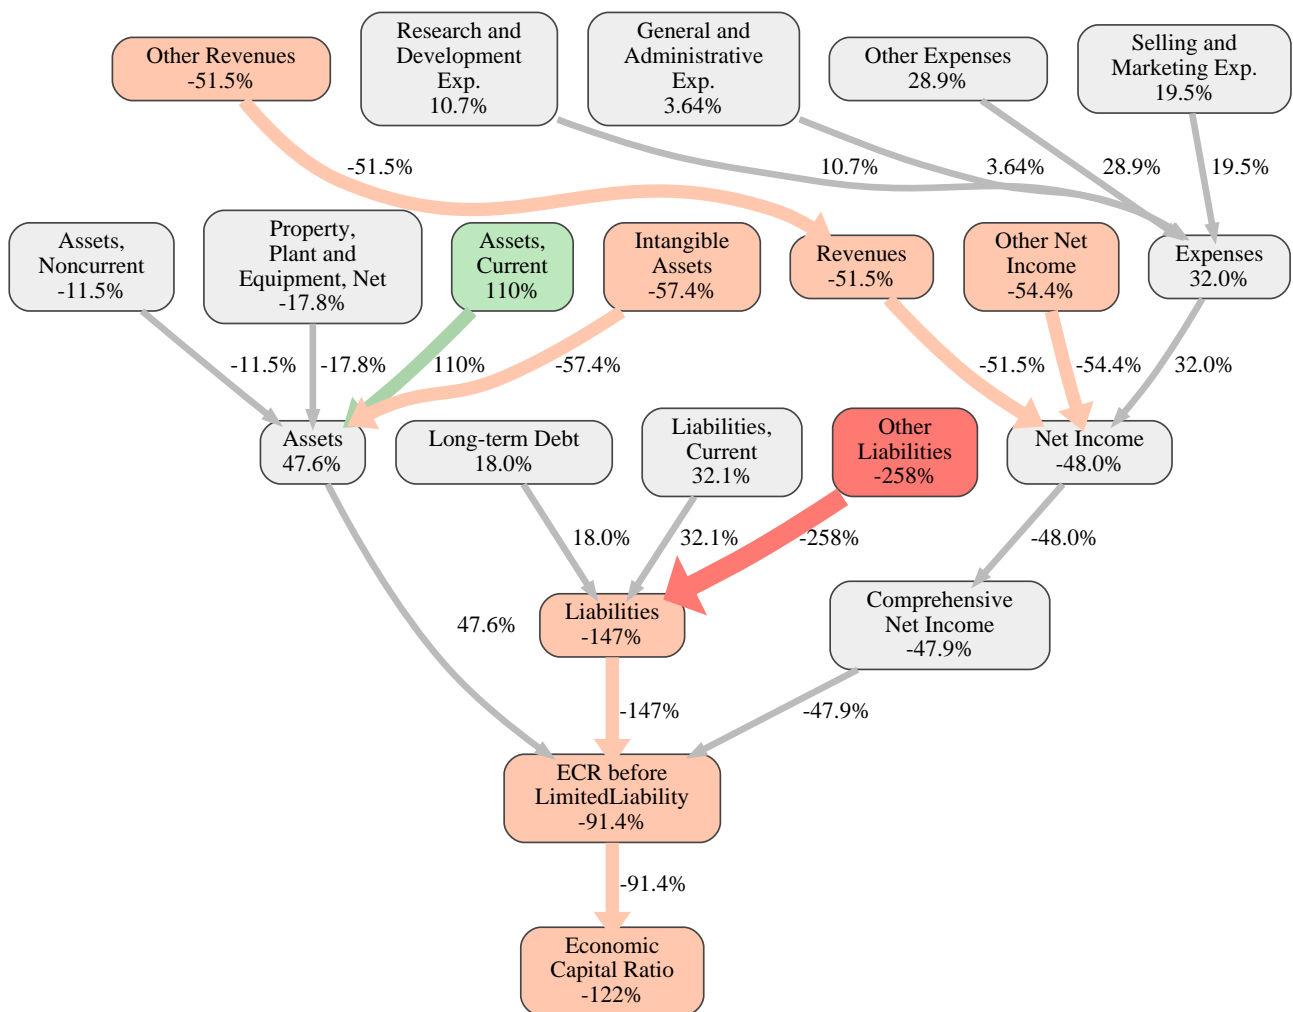 Other Revenues
-51.5%
Research and
Development
Exp.
10.7%
General and
Administrative
Exp.
3.64%
Other Expenses
28.9%
Selling and
Marketing Exp.
19.5%
-51.5%
10.7%
3.64%
28.9%
19.5%
Assets,
Noncurrent
-11.5%
Property,
Plant and
Equipment, Net
-17.8%
Assets,
Current
110%
Intangible
Assets
-57.4%
Revenues
-51.5%
Other Net
Income
-54.4%
Expenses
32.0%
-11.5%
-17.8%
110%
-57.4%
-51.5%
-54.4%
32.0%
Assets
47.6%
Long-term Debt
18.0%
Liabilities,
Current
32.1%
Other
Liabilities
-258%
Net Income
-48.0%
18.0%
32.1%
-258%
-48.0%
47.6%
Liabilities
-147%
Comprehensive
Net Income
-47.9%
-147%
-47.9%
ECR before
LimitedLiability
-91.4%
-91.4%
Economic
Capital Ratio
-122%